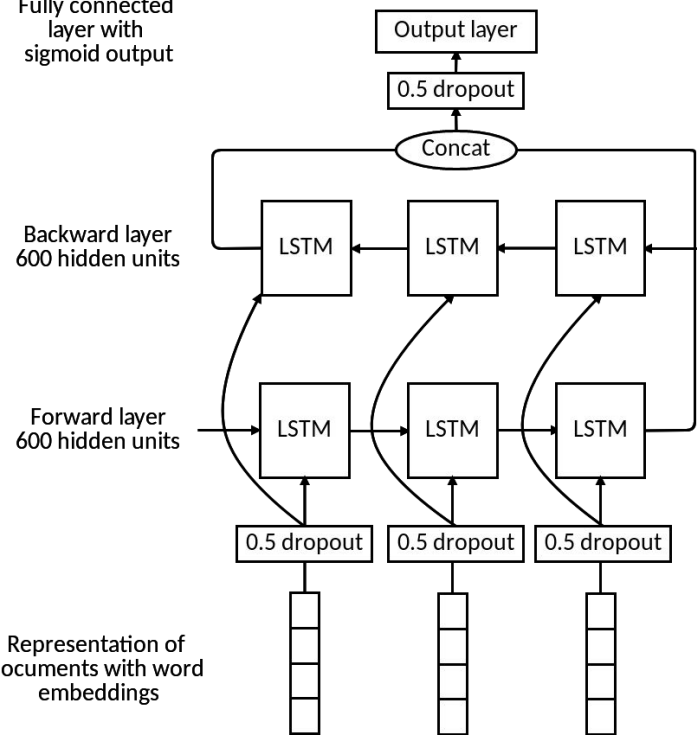 Fully connected
layer with
sigmoid output
Output layer
0.5 dropout
Concat
Backward layer
600 hidden units
LSTM
LSTM
LSTM
Forward layer
600 hidden units
LSTM
LSTM
LSTM
0.5 dropout
0.5 dropout
0.5 dropout
Representation of
ocuments with word
embeddings